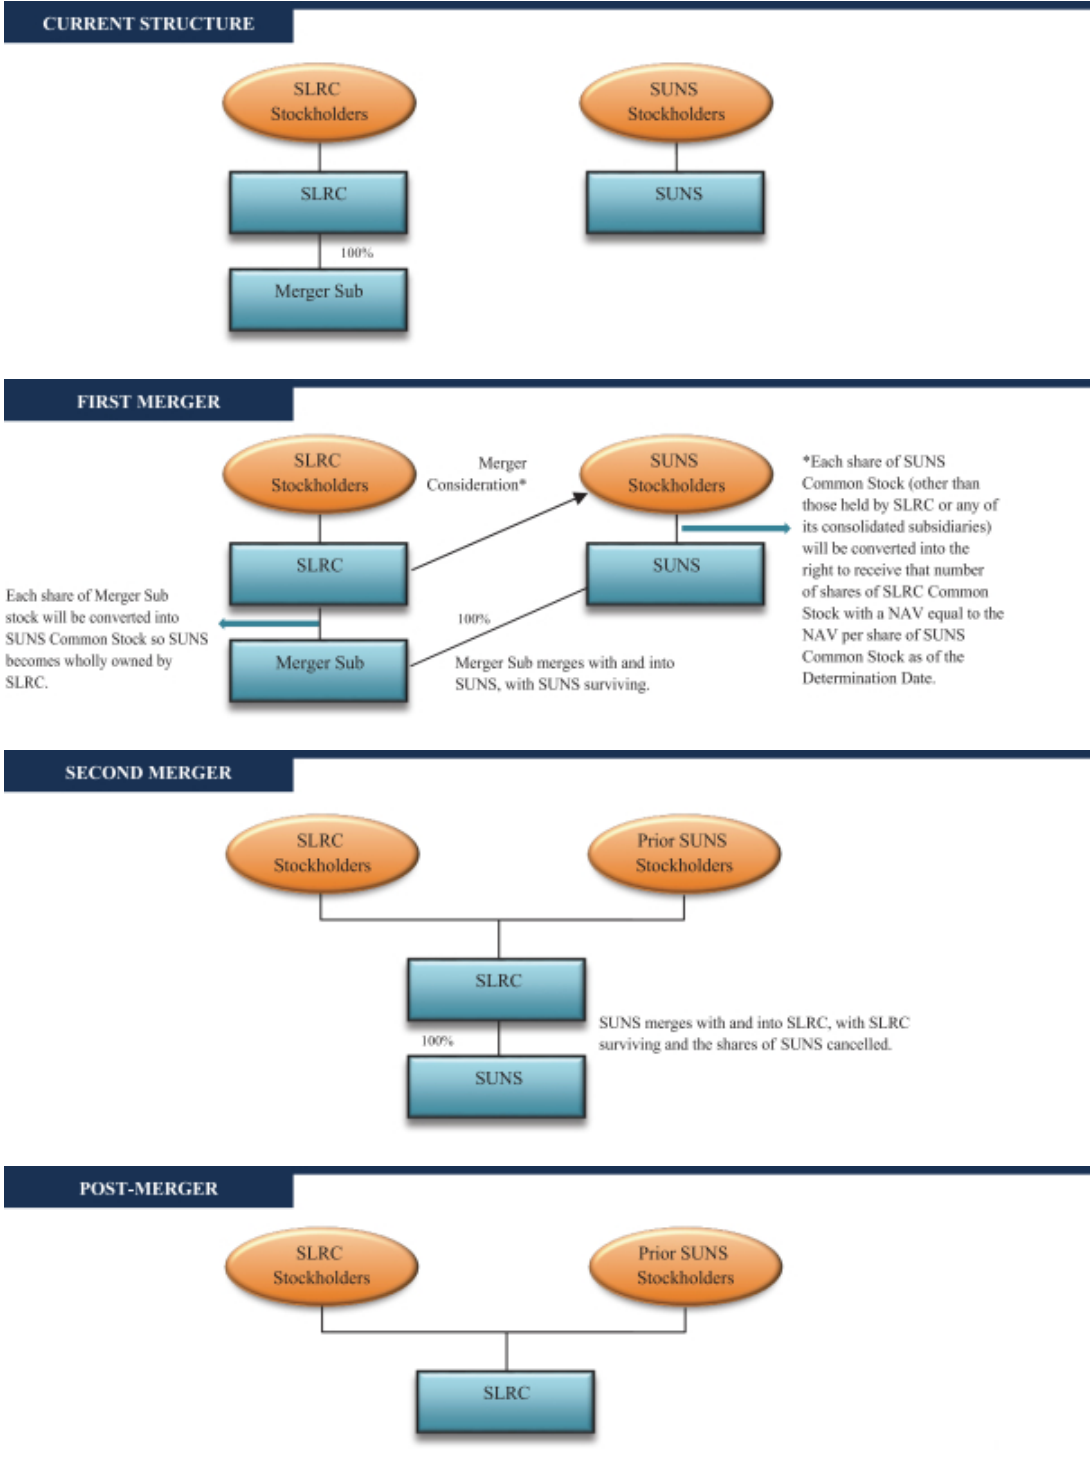 CURRENT STRUCTURE
SLRC
Stockholders
SUNS
Stockholders
SLRC
SUNS
100%
Merger Sub
FIRST MERGER
SLRC
Stockholders
Merger
Consideration*
SUNS
Stockholders
*Each share of SUNS
Common Stock (other than
those held by SLRC or any of
its consolidated subsidiaries)
will be converted into the
right to receive that number
of shares of SLRC Common
Stock with a NAV equal to the
NAV per share of SUNS
Common Stock as of the
Determination Date.
SLRC
SUNS
Each share of Merger Sub
stock will be converted into
SUNS Common Stock so SUNS
becomes wholly owned by
SLRC.
100%
Merger Sub
Merger Sub merges with and into
SUNS, with SUNS surviving.
SECOND MERGER
SLRC
Stockholders
Prior SUNS
Stockholders
SLRC
SUNS merges with and into SLRC, with SLRC
surviving and the shares of SUNS cancelled.
100%
SUNS
POST-MERGER
SLRC
Stockholders
Prior SUNS
Stockholders
SLRC